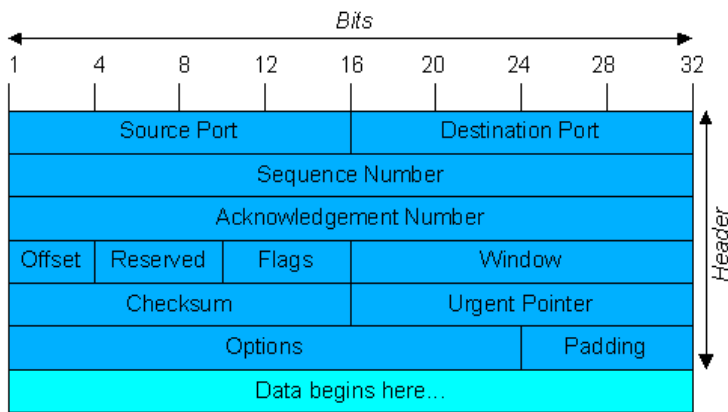 Bits
1 4 8 12 16 20 24 28 32
Source Port Destination Port
Sequence Number
Acknowledgement Number
Offset Reserved Flags Window
Checksum Urgent Pointer
Options Padding
Data begins here...
Header